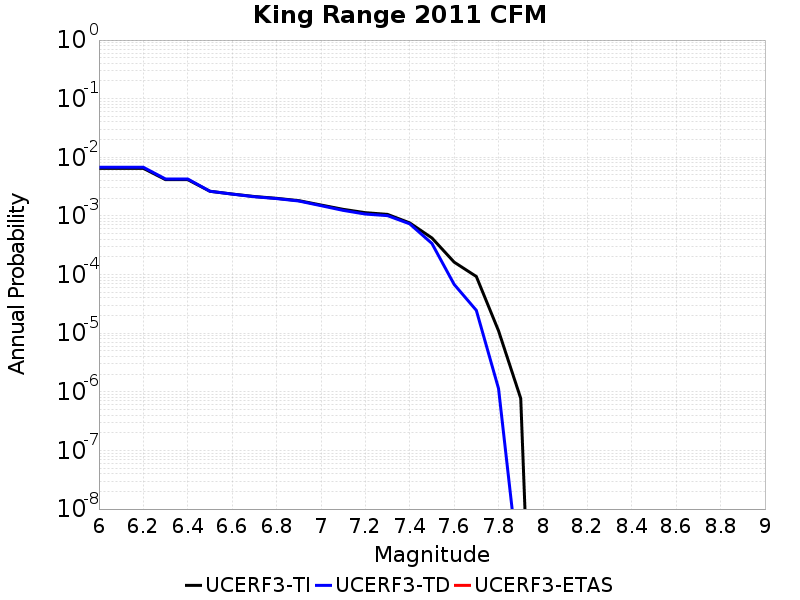 King Range 2011 CFM
Annual Probability
10^0
10^-1
10^-2
10^-3
10^-4
10^-5
10^-6
10^-7
10^-8
6 6.2 6.4 6.6 6.8 7 7.2 7.4 7.6 7.8 8 8.2 8.4 8.6 8.8 9
Magnitude
UCERF3-TI UCERF3-TD UCERF3-ETAS